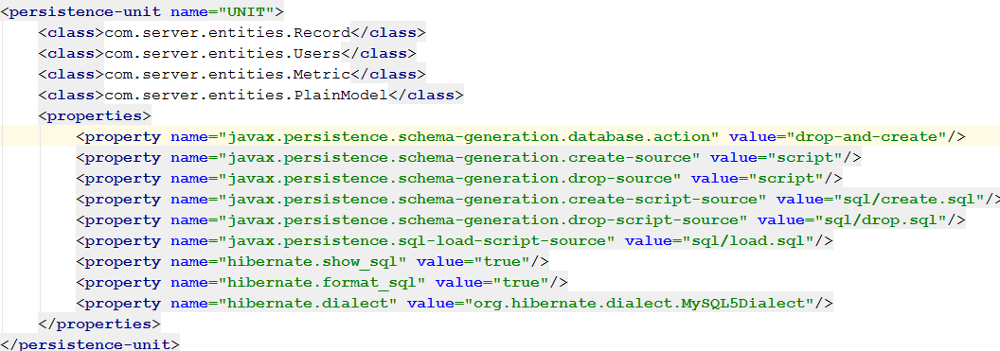 <persistence-unit name="UNIT">
<class>com.server.entities.Record</class>
<class>com.server.entities.Users</class>
<class>com.server.entities.Metric</class>
<class>com.server.entities.PlainModel</class>
<properties>
<property name="javax.persistence.schema-generation.database.action" value="drop-and-create"/>
<property name="javax.persistence.schema-generation.create-source" value="script"/>
<property name="javax.persistence.schema-generation.drop-source" value="script"/>
<property name="javax.persistence.schema-generation.create-script-source" value="sql/create.sql"/>
<property name="javax.persistence.schema-generation.drop-script-source" value="sql/drop.sql"/>
<property name="javax.persistence.sql-load-script-source" value="sql/load.sql"/>
<property name="hibernate.show_sql" value="true"/>
<property name="hibernate.format_sql" value="true"/>
<property name="hibernate.dialect" value="org.hibernate.dialect.MySQL5Dialect"/>
</properties>
</persistence-unit>